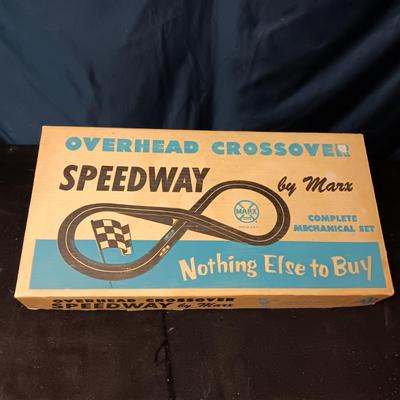 OVERHEAD CROSSOVER
SPEEDWAY
by Marx
MARX
COMPLETE
MECHANICAL SET
Nothing Else to Buy
OVERHEAD CROSSOVER
SPEEDWAY by Marx